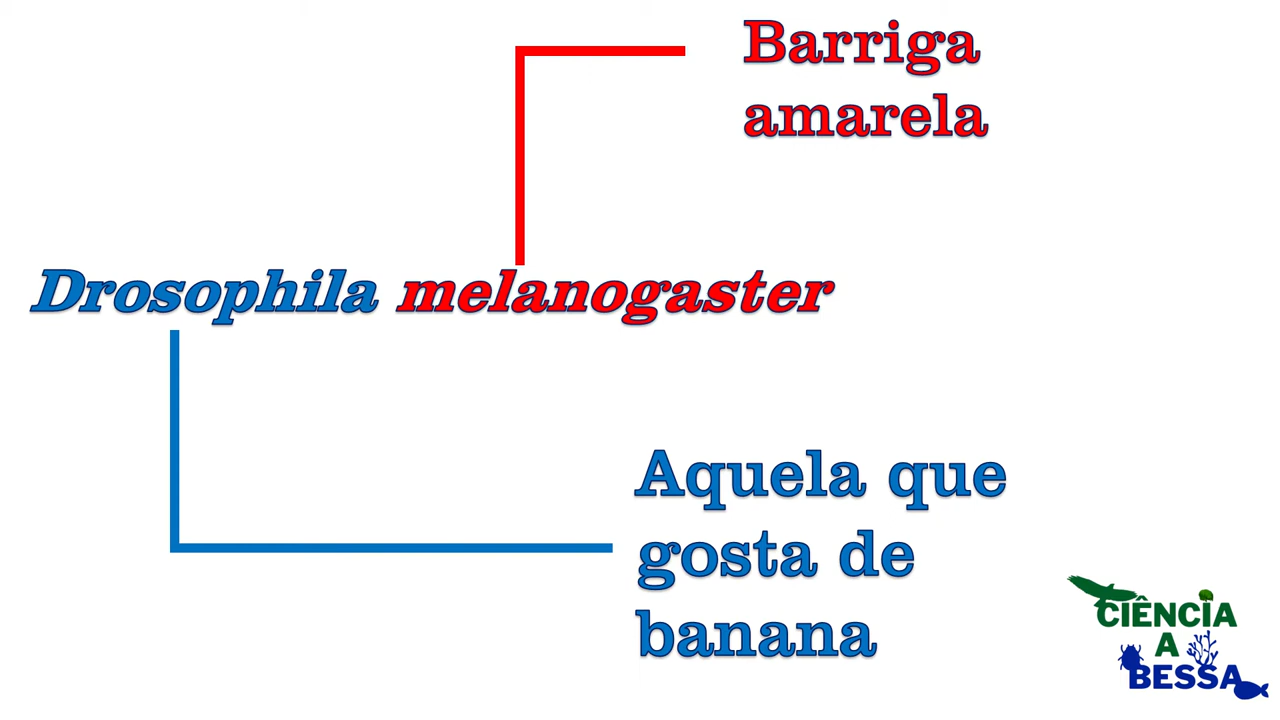 Barriga
amarela
Drosophila melanogaster
Aquela que
gosta de
banana
CIÊNCIA
A
BESSA